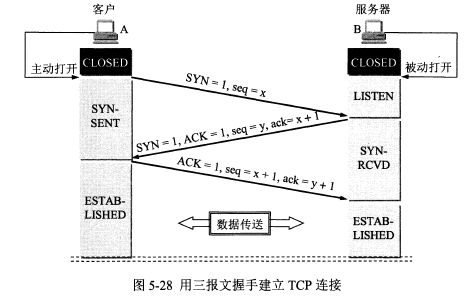 客户
服务器
A
B
主动打开
CLOSED
CLOSED
被动打开
SYN = 1, seq = x
LISTEN
SYN-
SENT
SYN = 1, ACK = 1, seq = y, ack= x + 1
SYN-
RCVD
ACK = 1, seq = x + 1, ack = y + 1
ESTAB-
LISHED
数据传送
ESTAB-
LISHED
图 5-28 用三报文握手建立 TCP 连接